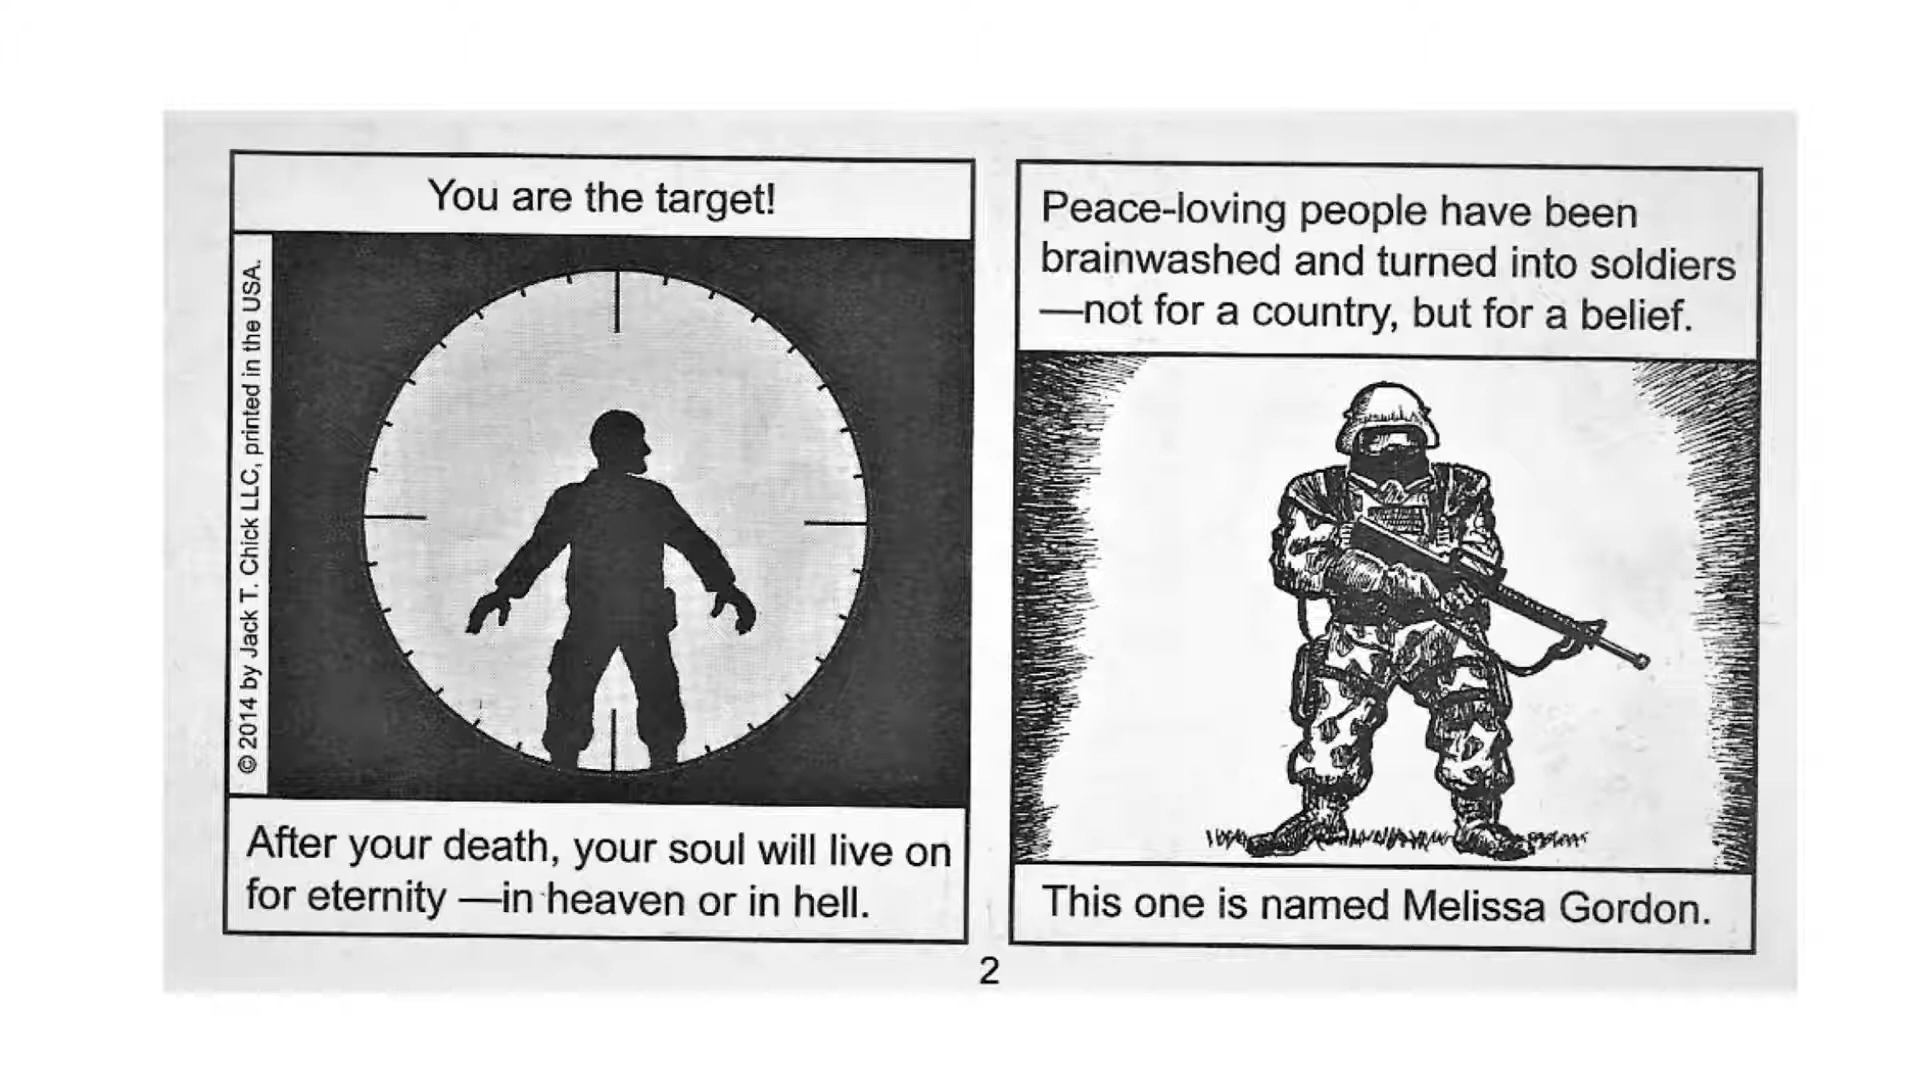 You are the target!
© 2014 by Jack T. Chick LLC, printed in the USA.
After your death, your soul will live on
for eternity —in heaven or in hell.
Peace-loving people have been
brainwashed and turned into soldiers
—not for a country, but for a belief.
This one is named Melissa Gordon.
2